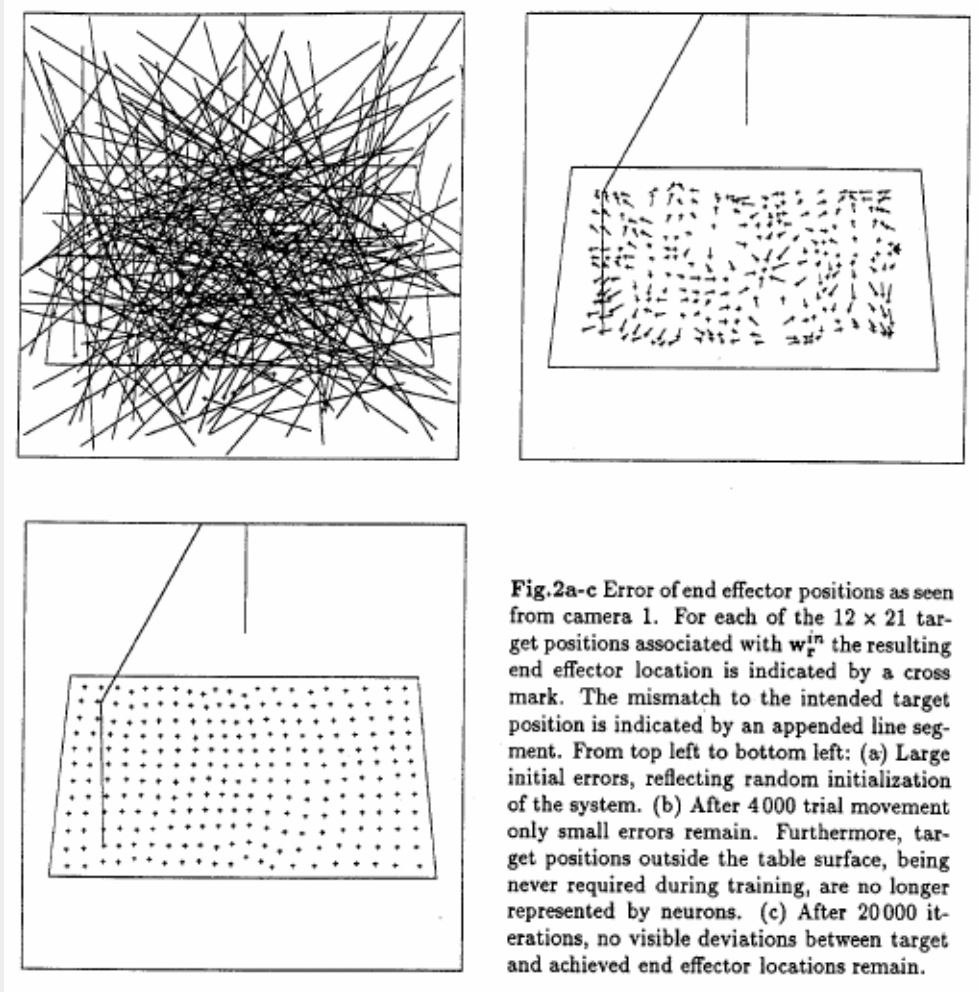 Fig.2a-c Error of end effector positions as seen
from camera 1. For each of the 12 × 21 tar-
get positions associated with wᵣⁱⁿ the resulting
end effector location is indicated by a cross
mark. The mismatch to the intended target
position is indicated by an appended line seg-
ment. From top left to bottom left: (a) Large
initial errors, reflecting random initialization
of the system. (b) After 4 000 trial movement
only small errors remain. Furthermore, tar-
get positions outside the table surface, being
never required during training, are no longer
represented by neurons. (c) After 20 000 it-
erations, no visible deviations between target
and achieved end effector locations remain.